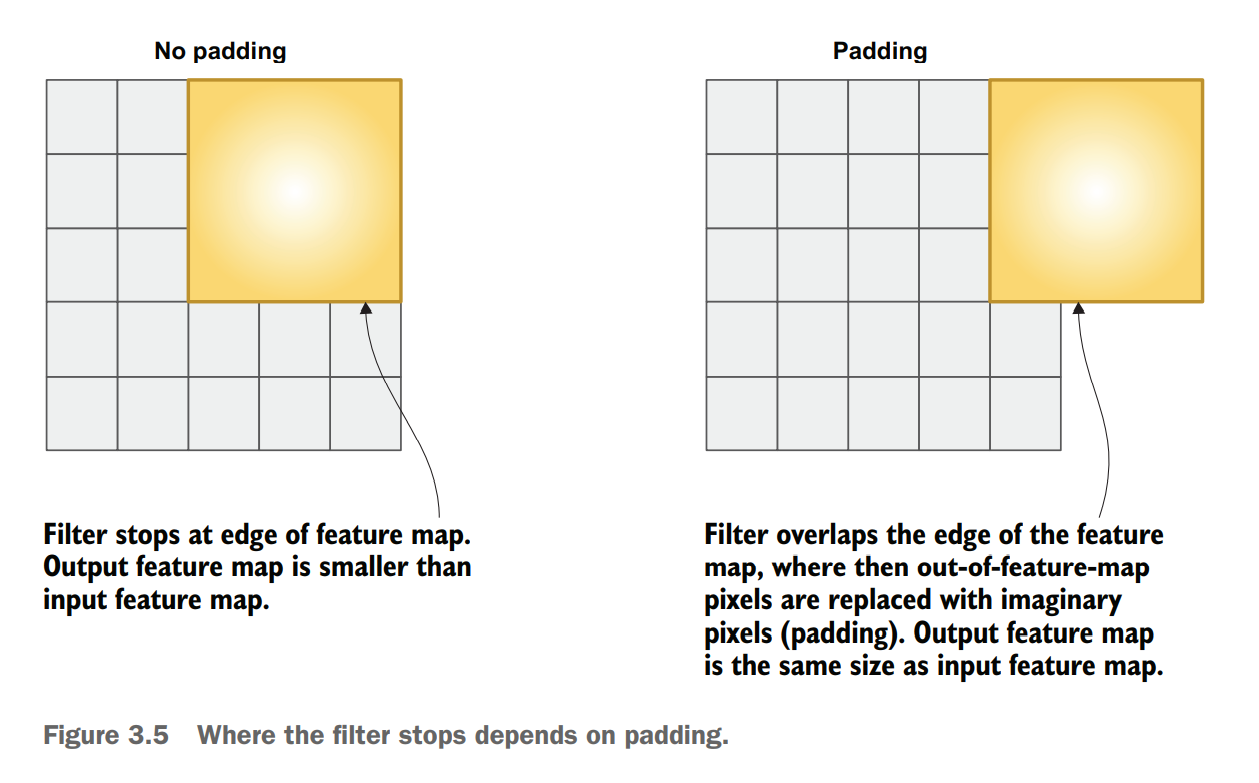 No padding
Padding
Filter stops at edge of feature map.
Output feature map is smaller than
input feature map.
Filter overlaps the edge of the feature
map, where then out-of-feature-map
pixels are replaced with imaginary
pixels (padding). Output feature map
is the same size as input feature map.
Figure 3.5 Where the filter stops depends on padding.